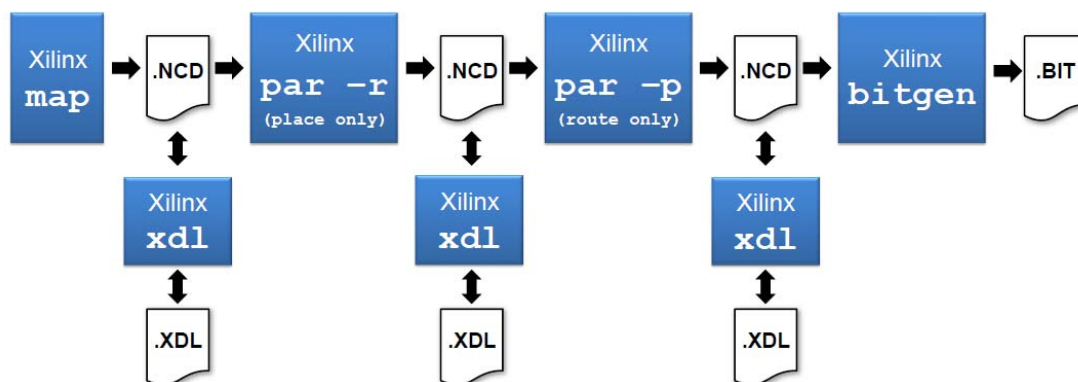 Xilinx
map
.NCD
Xilinx
par –r
(place only)
.NCD
Xilinx
par –p
(route only)
.NCD
Xilinx
bitgen
.BIT
Xilinx
xdl
Xilinx
xdl
Xilinx
xdl
.XDL
.XDL
.XDL